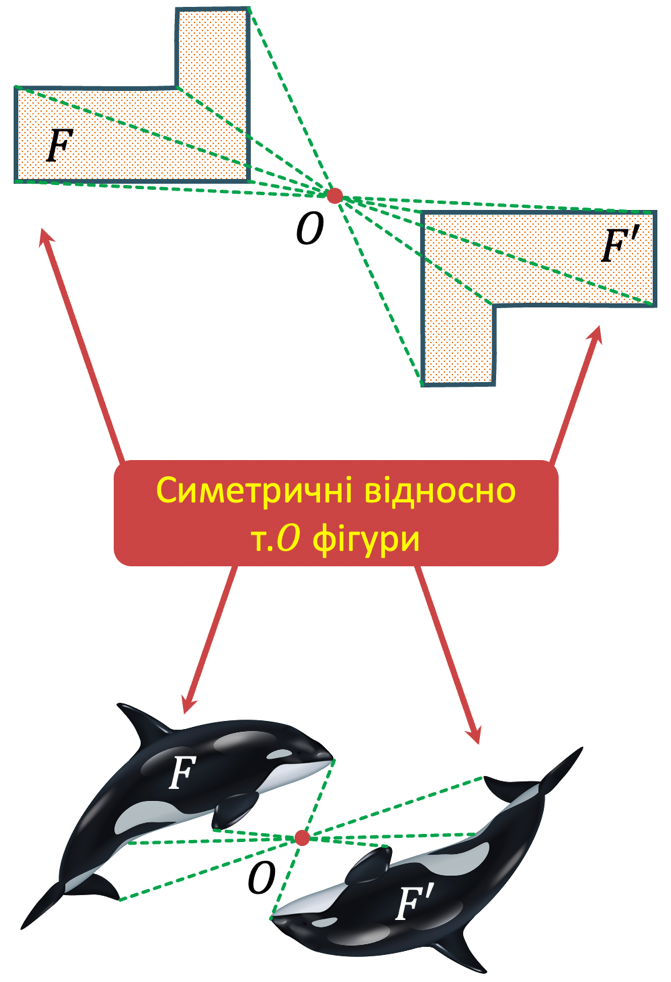 F
O
F′
Симетричні відносно
т.O фігури
F
O
F′